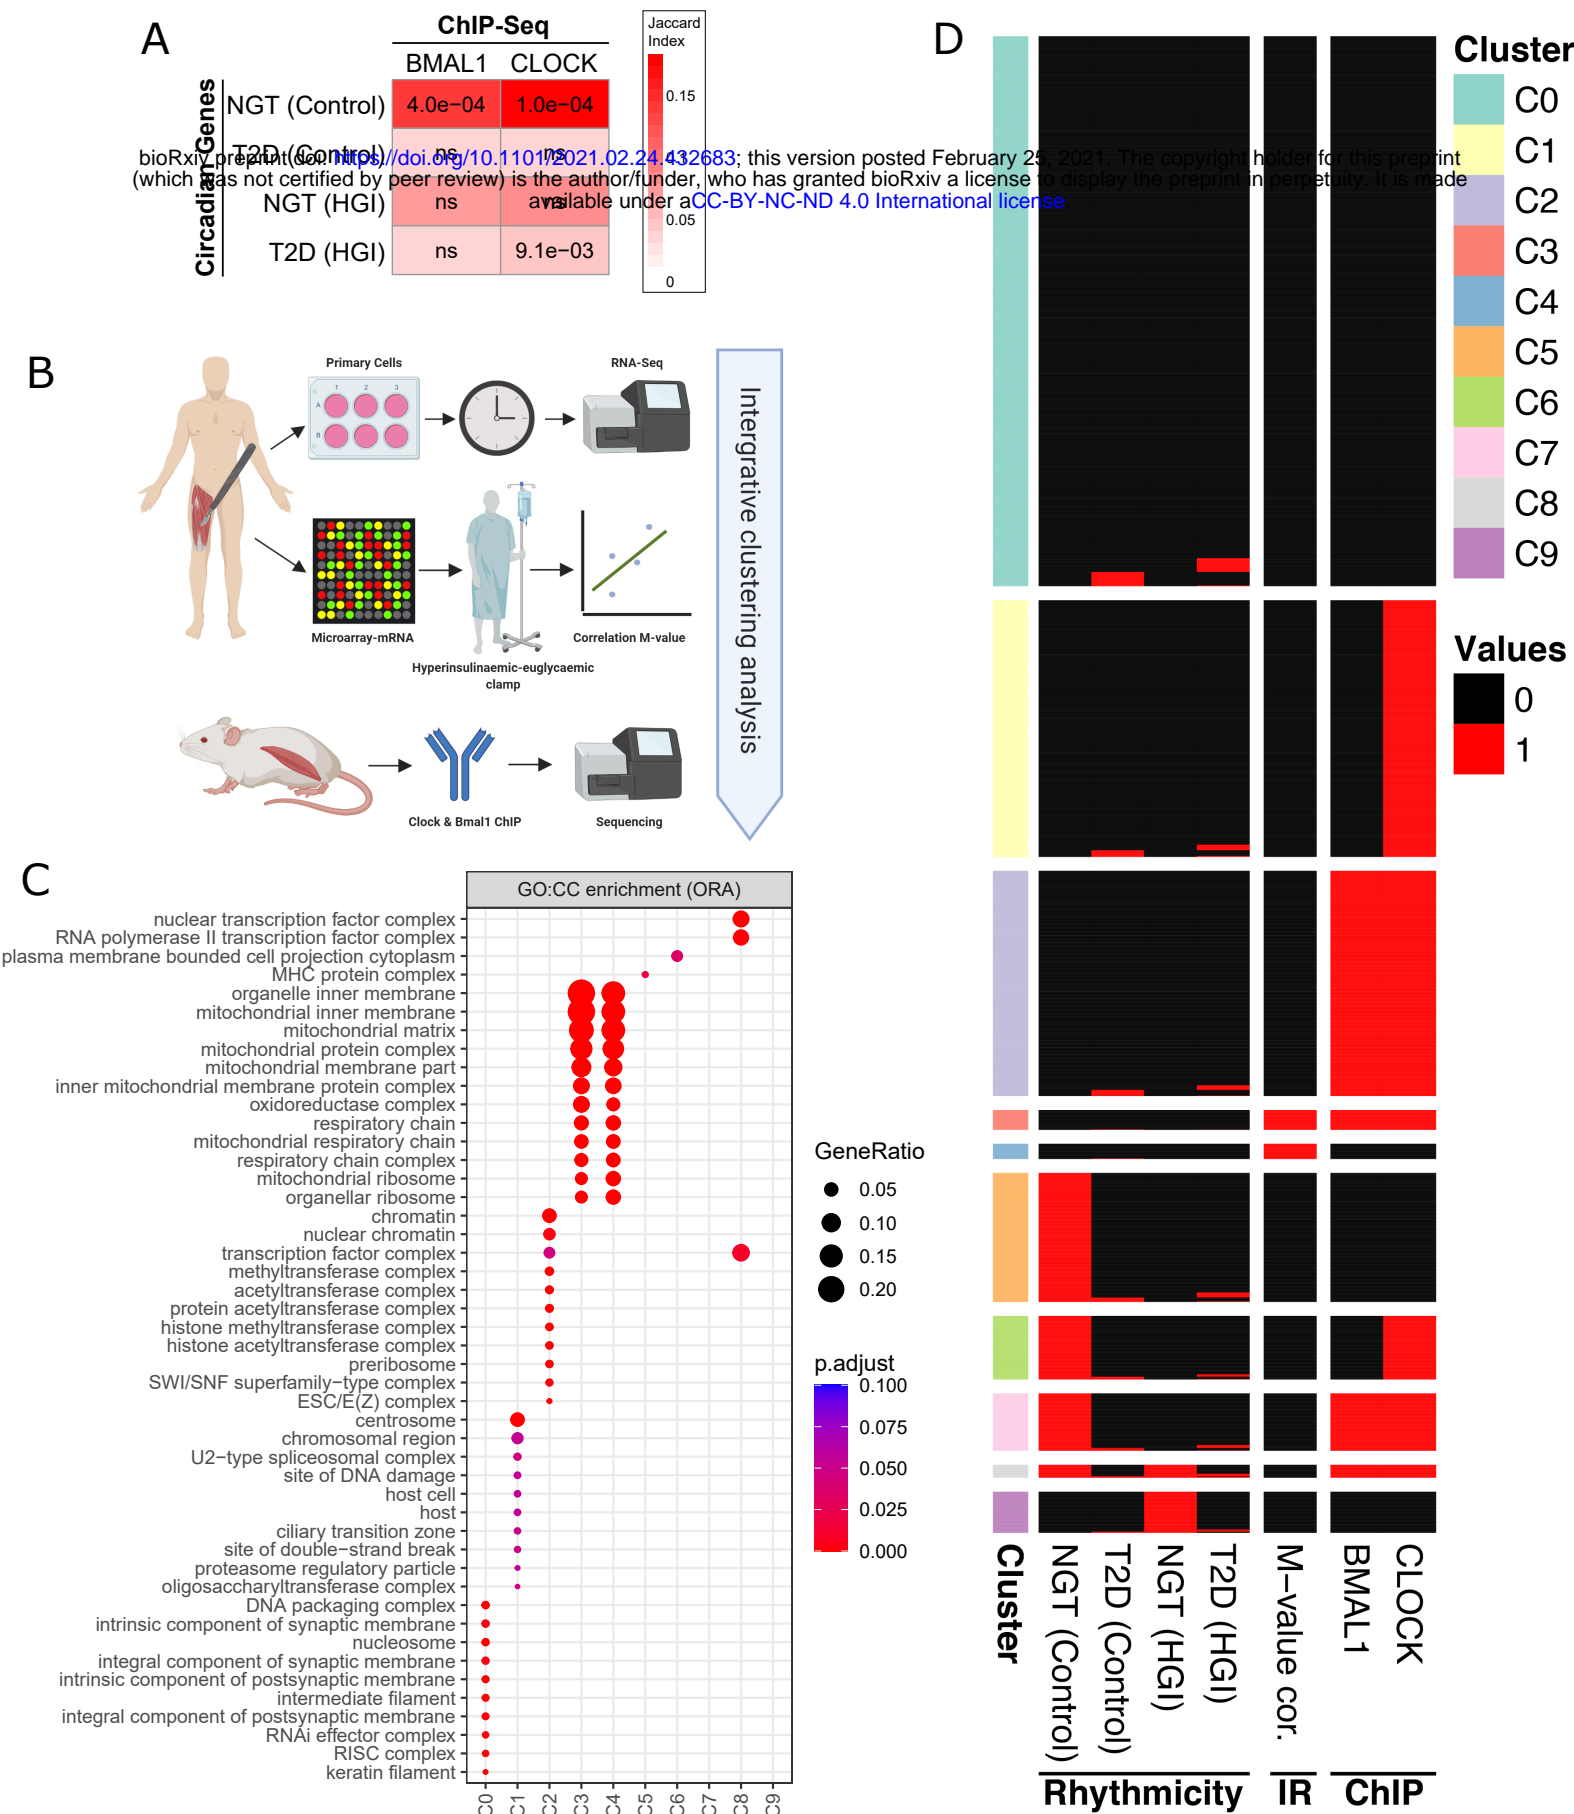 A
ChIP-Seq
BMAL1 CLOCK
Circadian Genes
NGT (Control) 4.0e−04 1.0e−04
T2D (Control) ns ns
NGT (HGI) ns ns
T2D (HGI) ns 9.1e−03
Jaccard
Index
0.15
0.1
0.05
0
bioRxiv preprint doi: https://doi.org/10.1101/2021.02.24.432683; this version posted February 25, 2021. The copyright holder for this preprint
(which was not certified by peer review) is the author/funder, who has granted bioRxiv a license to display the preprint in perpetuity. It is made
available under aCC-BY-NC-ND 4.0 International license.
B
Primary Cells
1 2 3
A
B
RNA-Seq
Microarray-mRNA
Hyperinsulinaemic-euglycaemic
clamp
Correlation M-value
Clock & Bmal1 ChIP
Sequencing
Intergrative clustering analysis
C
GO:CC enrichment (ORA)
nuclear transcription factor complex
RNA polymerase II transcription factor complex
plasma membrane bounded cell projection cytoplasm
MHC protein complex
organelle inner membrane
mitochondrial inner membrane
mitochondrial matrix
mitochondrial protein complex
mitochondrial membrane part
inner mitochondrial membrane protein complex
oxidoreductase complex
respiratory chain
mitochondrial respiratory chain
respiratory chain complex
mitochondrial ribosome
organellar ribosome
chromatin
nuclear chromatin
transcription factor complex
methyltransferase complex
acetyltransferase complex
protein acetyltransferase complex
histone methyltransferase complex
histone acetyltransferase complex
preribosome
SWI/SNF superfamily−type complex
ESC/E(Z) complex
centrosome
chromosomal region
U2−type spliceosomal complex
site of DNA damage
host cell
host
ciliary transition zone
site of double−strand break
proteasome regulatory particle
oligosaccharyltransferase complex
DNA packaging complex
intrinsic component of synaptic membrane
nucleosome
integral component of synaptic membrane
intrinsic component of postsynaptic membrane
intermediate filament
integral component of postsynaptic membrane
RNAi effector complex
RISC complex
keratin filament
C0 C1 C2 C3 C4 C5 C6 C7 C8 C9
GeneRatio
0.05
0.10
0.15
0.20
p.adjust
0.100
0.075
0.050
0.025
0.000
D
Cluster
C0
C1
C2
C3
C4
C5
C6
C7
C8
C9
Values
0
1
Cluster
NGT (Control)
T2D (Control)
NGT (HGI)
T2D (HGI)
M−value cor.
BMAL1
CLOCK
Rhythmicity IR ChIP